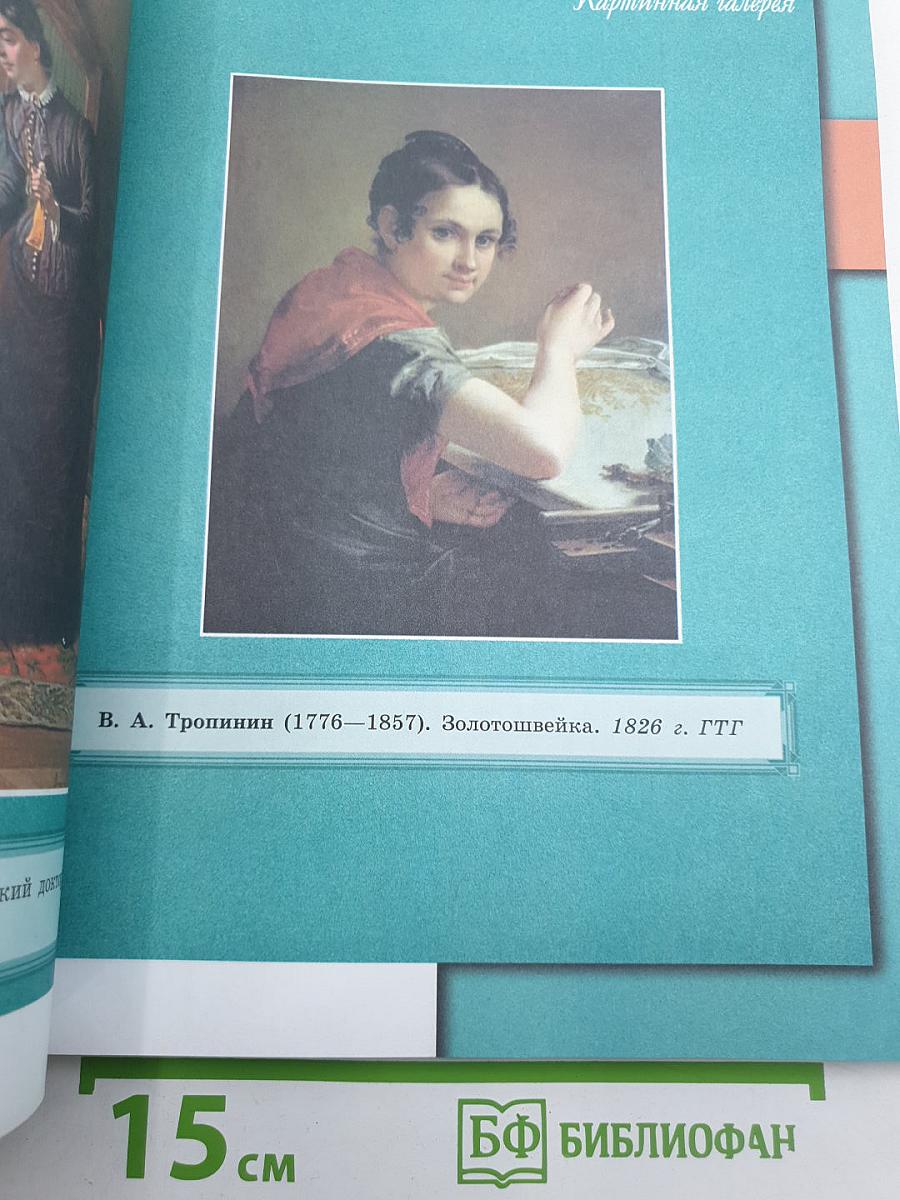 Картинная галерея
В. А. Тропинин (1776—1857). Золотошвейка. 1826 г. ГТГ
15 см
БФ БИБЛИОФАН